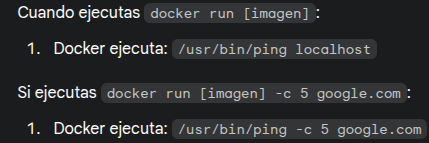 Cuando ejecutas docker run [imagen]:
1. Docker ejecuta: /usr/bin/ping localhost
Si ejecutas docker run [imagen] -c 5 google.com:
1. Docker ejecuta: /usr/bin/ping -c 5 google.com